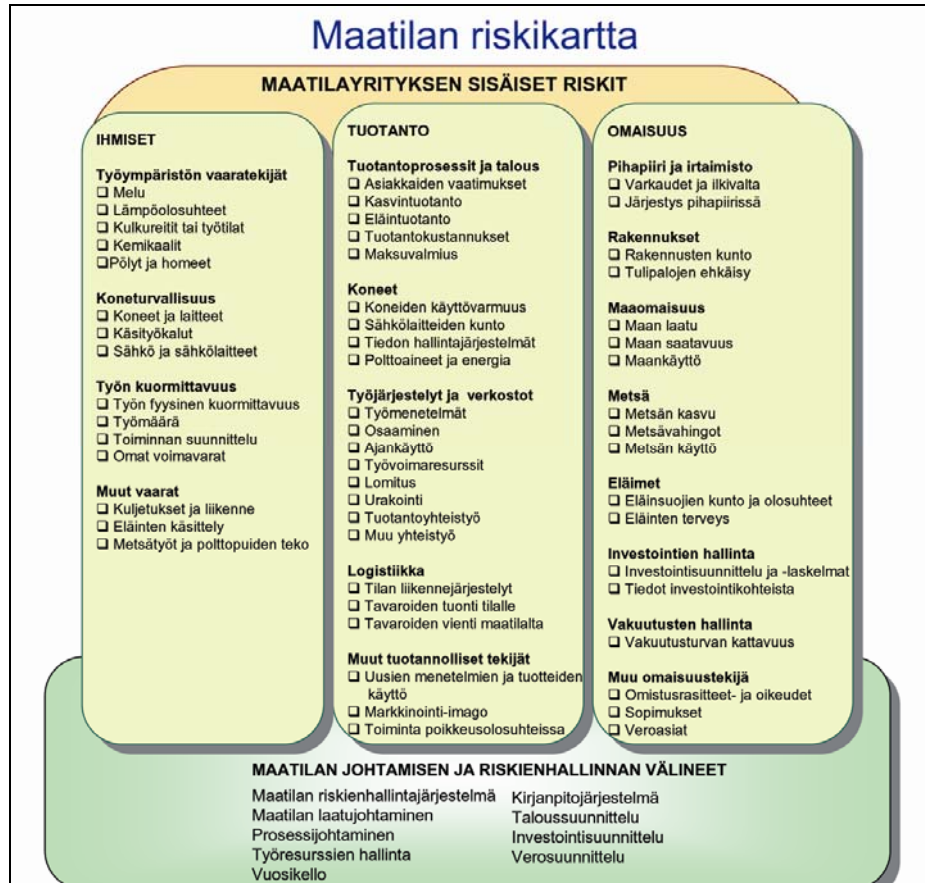 Maatilan riskikartta
MAATILAYRITYKSEN SISÄISET RISKIT
IHMISET
Työympäristön vaaratekijät
❑ Melu
❑ Lämpöolosuhteet
❑ Kulkureitit tai työtilat
❑ Kemikaalit
❑Pölyt ja homeet
Koneturvallisuus
❑ Koneet ja laitteet
❑ Käsityökalut
❑ Sähkö ja sähkölaitteet
Työn kuormittavuus
❑ Työn fyysinen kuormittavuus
❑ Työmäärä
❑ Toiminnan suunnittelu
❑ Omat voimavarat
Muut vaarat
❑ Kuljetukset ja liikenne
❑ Eläinten käsittely
❑ Metsätyöt ja polttopuiden teko
TUOTANTO
Tuotantoprosessit ja talous
❑ Asiakkaiden vaatimukset
❑ Kasvintuotanto
❑ Eläintuotanto
❑ Tuotantokustannukset
❑ Maksuvalmius
Koneet
❑ Koneiden käyttövarmuus
❑ Sähkölaitteiden kunto
❑ Tiedon hallintajärjestelmät
❑ Polttoaineet ja energia
Työjärjestelyt ja verkostot
❑ Työmenetelmät
❑ Osaaminen
❑ Ajankäyttö
❑ Työvoimaresurssit
❑ Lomitus
❑ Urakointi
❑ Tuotantoyhteistyö
❑ Muu yhteistyö
Logistiikka
❑ Tilan liikennejärjestelyt
❑ Tavaroiden tuonti tilalle
❑ Tavaroiden vienti maatilalta
Muut tuotannolliset tekijät
❑ Uusien menetelmien ja tuotteiden
käyttö
❑ Markkinointi-imago
❑ Toiminta poikkeusolosuhteissa
OMAISUUS
Pihapiiri ja irtaimisto
❑ Varkaudet ja ilkivalta
❑ Järjestys pihapiirissä
Rakennukset
❑ Rakennusten kunto
❑ Tulipalojen ehkäisy
Maaomaisuus
❑ Maan laatu
❑ Maan saatavuus
❑ Maankäyttö
Metsä
❑ Metsän kasvu
❑ Metsävahingot
❑ Metsän käyttö
Eläimet
❑ Eläinsuojien kunto ja olosuhteet
❑ Eläinten terveys
Investointien hallinta
❑ Investointisuunnittelu ja -laskelmat
❑ Tiedot investointikohteista
Vakuutusten hallinta
❑ Vakuutusturvan kattavuus
Muu omaisuustekijä
❑ Omistusrasitteet- ja oikeudet
❑ Sopimukset
❑ Veroasiat
MAATILAN JOHTAMISEN JA RISKIENHALLINNAN VÄLINEET
Maatilan riskienhallintajärjestelmä
Maatilan laatujohtaminen
Prosessijohtaminen
Työresurssien hallinta
Vuosikello
Kirjanpitojärjestelmä
Taloussuunnittelu
Investointisuunnittelu
Verosuunnittelu